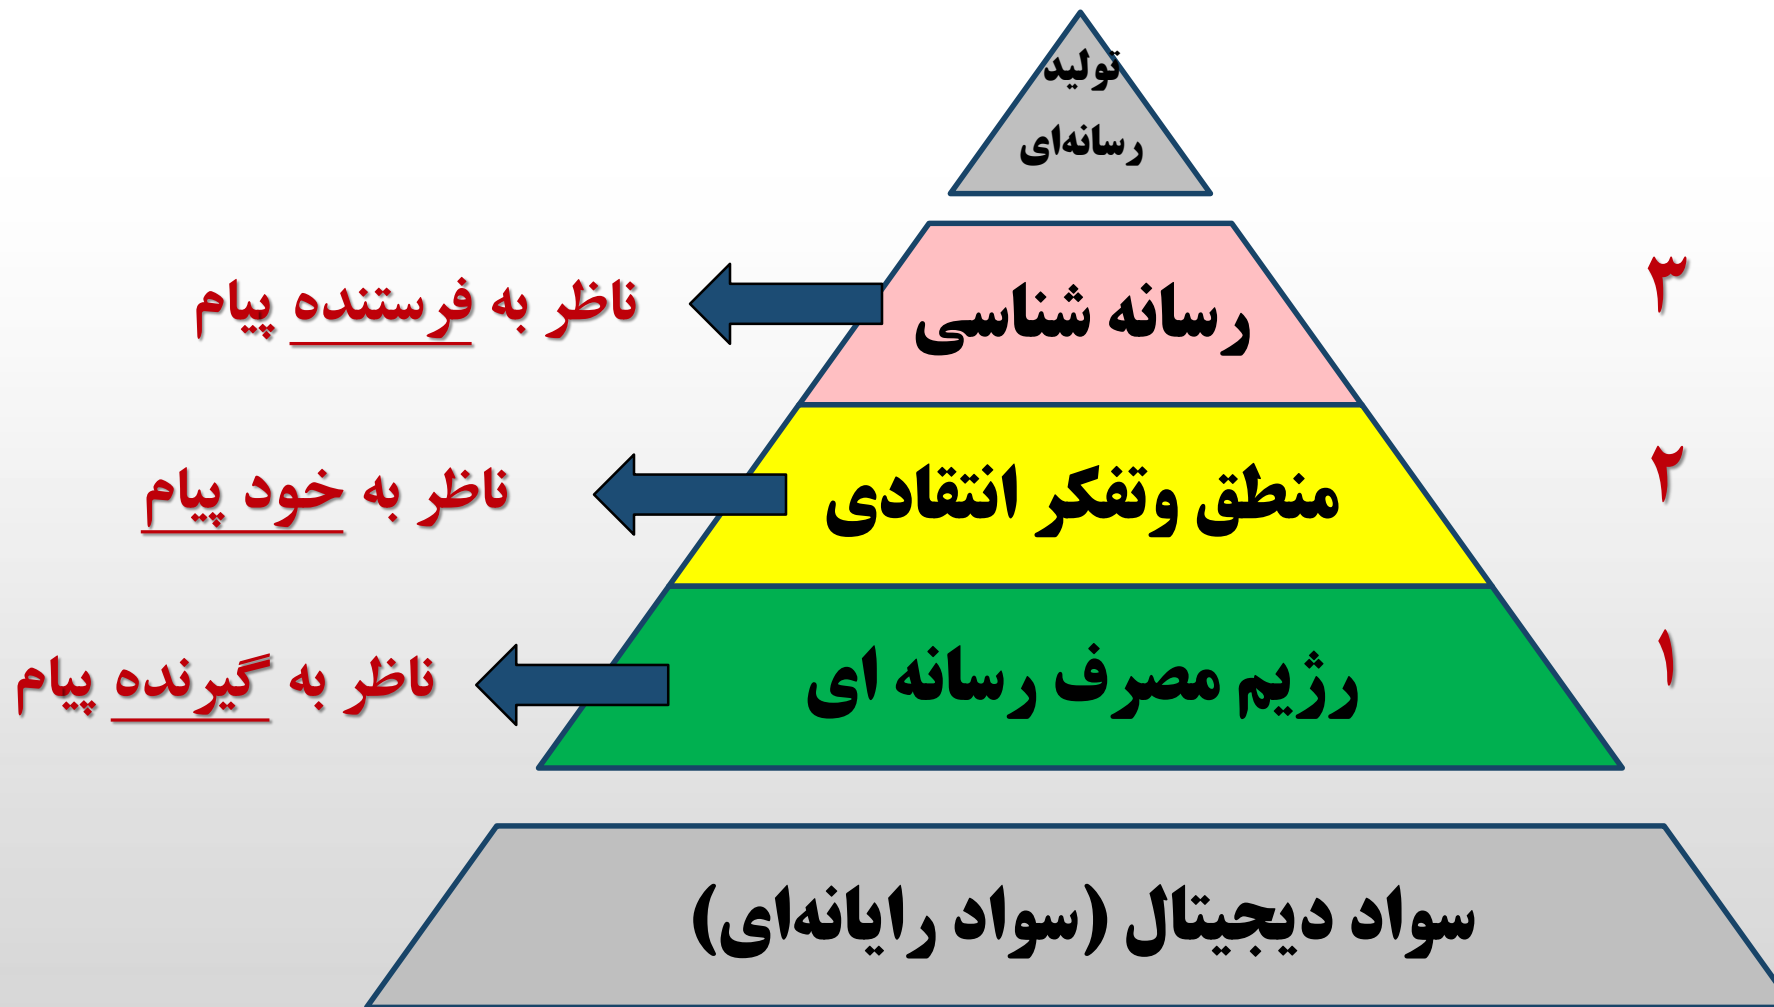 تولید
رسانه‌ای
۳
رسانه شناسی
ناظر به فرستنده پیام
۲
منطق وتفکر انتقادی
ناظر به خود پیام
۱
رژیم مصرف رسانه ای
ناظر به گیرنده پیام
سواد دیجیتال (سواد رایانه‌ای)